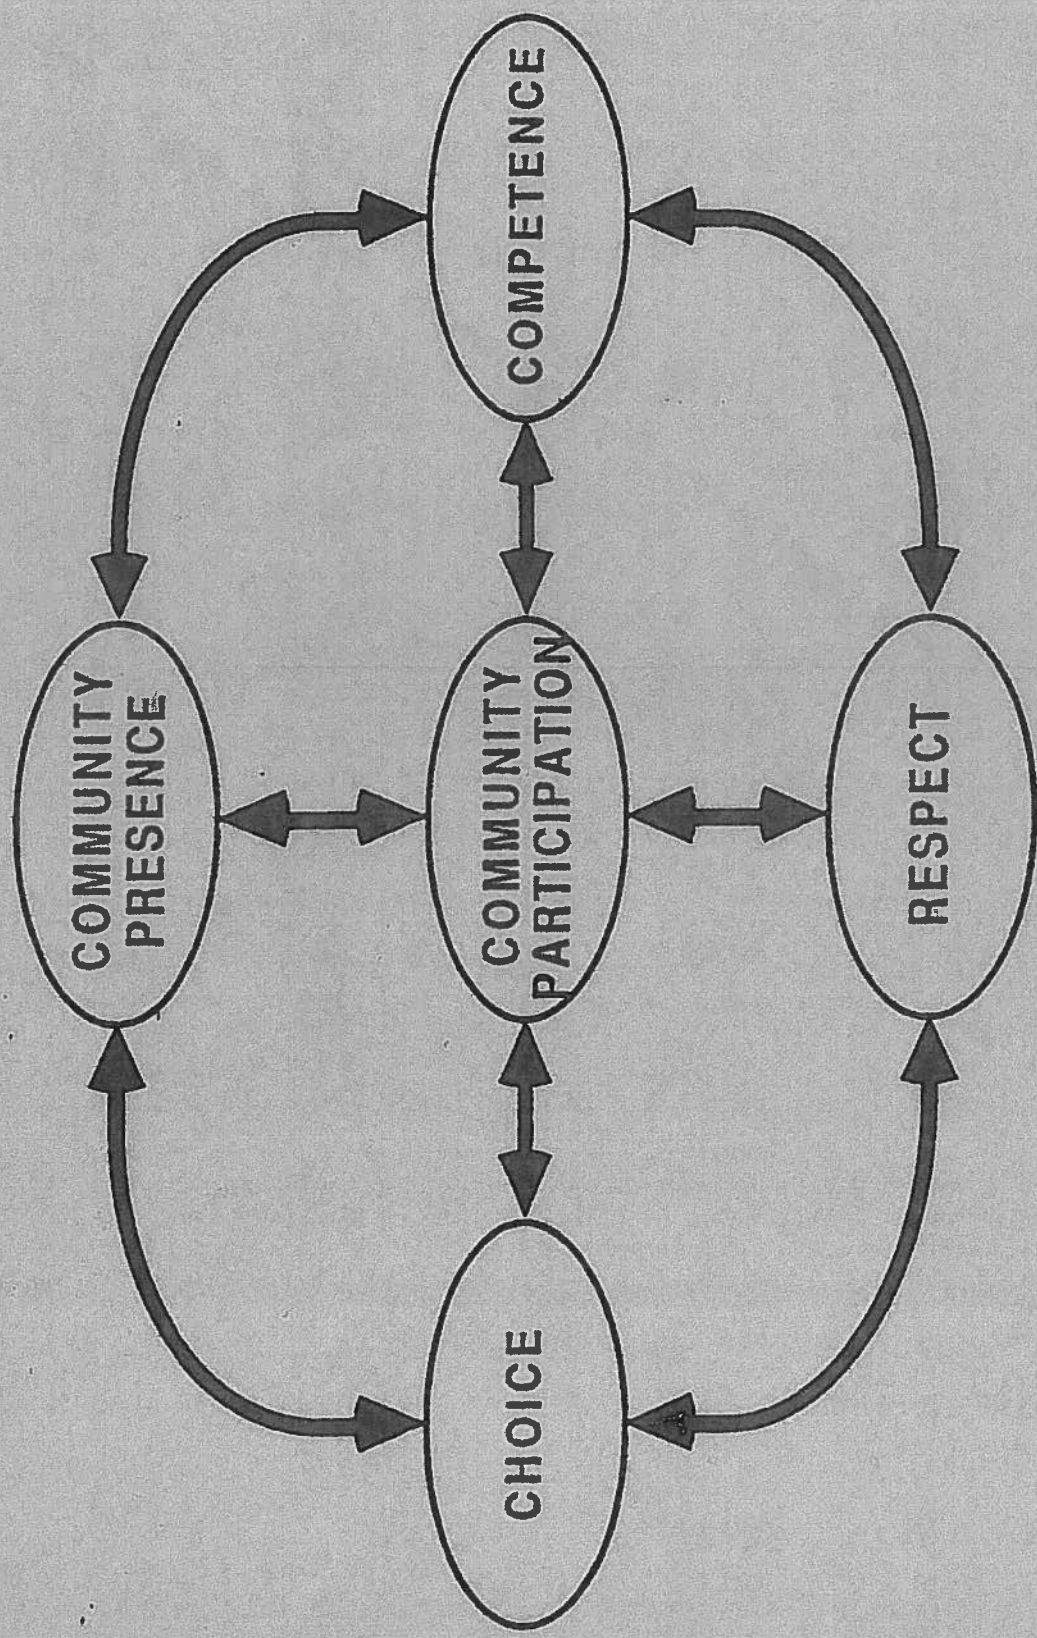 COMMUNITY
PRESENCE
CHOICE
COMMUNITY
PARTICIPATION
COMPETENCE
RESPECT